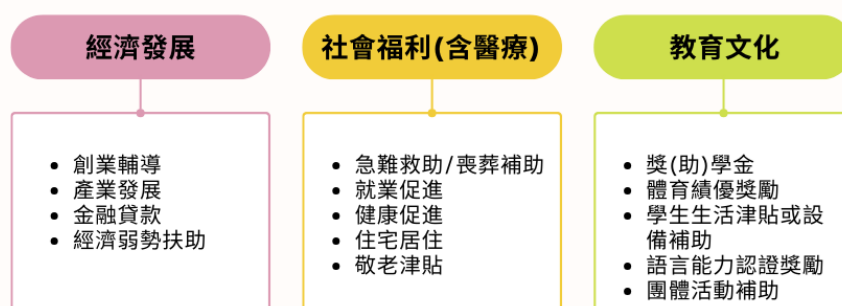 經濟發展
創業輔導
產業發展
金融貸款
經濟弱勢扶助
社會福利(含醫療)
急難救助/喪葬補助
就業促進
健康促進
住宅居住
敬老津貼
教育文化
獎(助)學金
體育績優獎勵
學生生活津貼或設
備補助
語言能力認證獎勵
團體活動補助